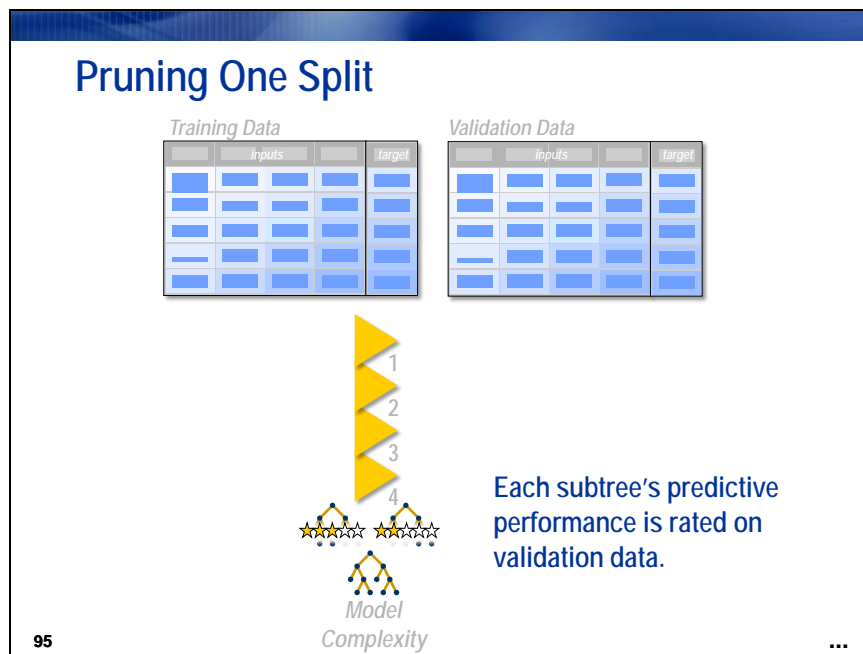 Pruning One Split
Training Data
Validation Data
inputs
target
inputs
target
1
2
3
4
Each subtree's predictive
performance is rated on
validation data.
Model
Complexity
95
...